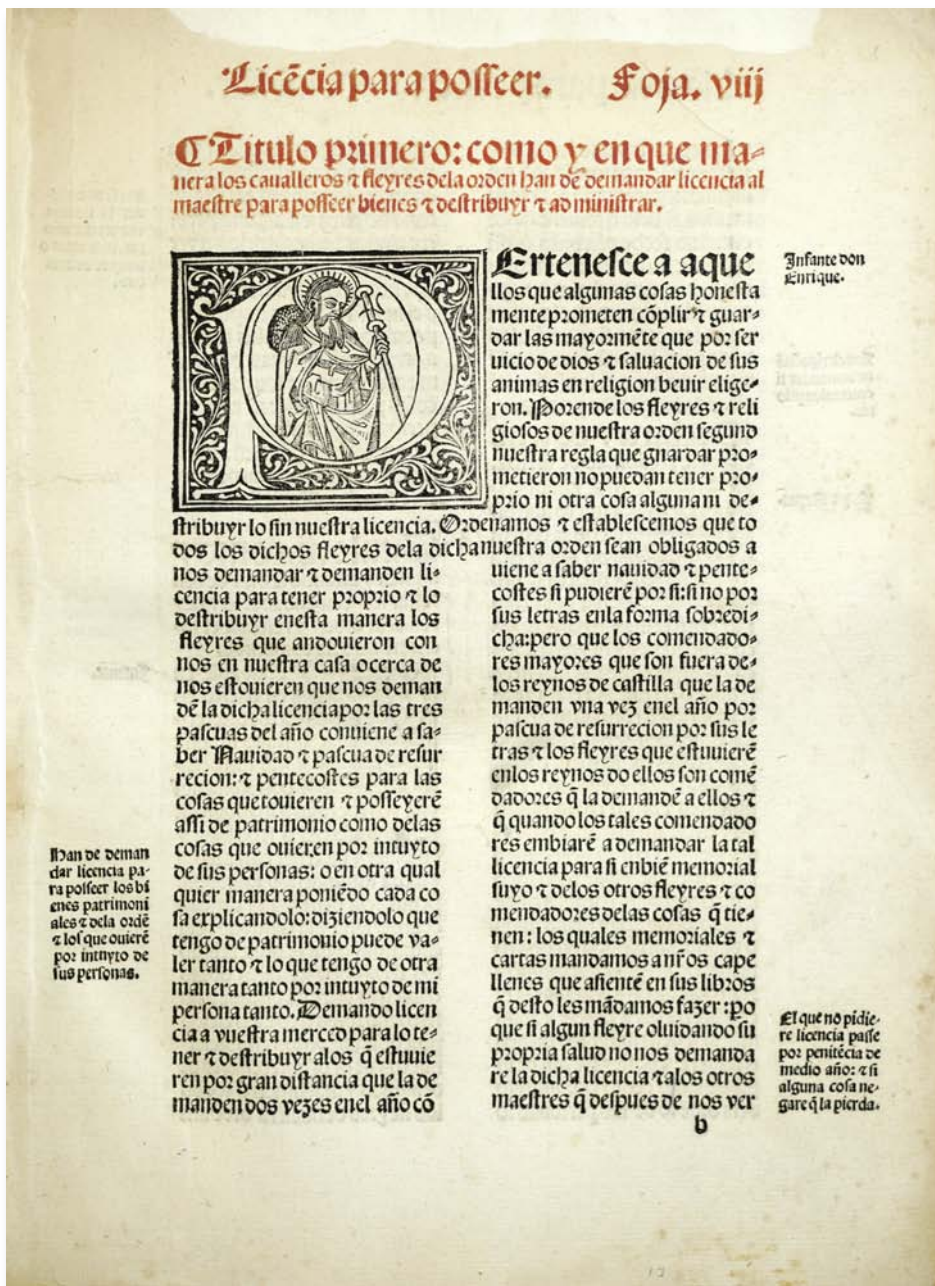 Licēcia para posseer. Foja. viij
¶ Titulo primero: como y en que ma⸗
nera los caualleros ⁊ fleyres dela orden han de demandar licencia al
maestre para posseer bienes ⁊ destribuyr ⁊ administrar.
PErtenesce a aque
llos que algunas cosas honesta
mente prometen cōplir ⁊ guar⸗
dar las mayormēte que por ser
uicio de dios ⁊ saluacion de sus
animas en religion beuir elige⸗
ron. Porende los fleyres ⁊ reli
giosos de nuestra orden segund
nuestra regla que gnardar pro⸗
metieron no puedan tener pro⸗
prio ni otra cosa alguna ni de⸗
stribuyr lo sin nuestra licencia. Ordenamos ⁊ establescemos que to
dos los dichos fleyres dela dicha nuestra orden sean obligados a
nos demandar ⁊ demanden li⸗
cencia para tener proprio ⁊ lo
destribuyr enesta manera los
fleyres que andouieron con
nos en nuestra casa o cerca de
nos estouieren que nos deman
dē la dicha licencia por las tres
pascuas del año conuiene a sa⸗
ber Nauidad ⁊ pascua de resur
recion: ⁊ pentecostes para las
cosas que touieren ⁊ posseyerē
assi de patrimonio como delas
cosas que ouieren por intuyto
de sus personas: o en otra qual
quier manera poniēdo cada co
sa explicandolo: diziendo lo que
tengo de patrimonio puede va⸗
ler tanto ⁊ lo que tengo de otra
manera tanto por intuyto de mi
persona tanto. Demando licen
cia a vuestra merced para lo te⸗
ner ⁊ destribuyr alos q̄ estuuie
ren por gran distancia que la de
manden dos vezes enel año cō
uiene a saber nauidad ⁊ pente⸗
costes si pudierē por si: si no por
sus letras enla forma sobredi⸗
cha: pero que los comendado⸗
res mayores que son fuera de⸗
los reynos de castilla que la de
manden vna vez enel año por
pascua de resurrecion por sus le
tras ⁊ los fleyres que estuuierē
enlos reynos do ellos son comē
dadores q̄ la demandē a ellos ⁊
q̄ quando los tales comendado
res embiarē a demandar la tal
licencia para si enbiē memorial
suyo ⁊ delos otros fleyres ⁊ co
mendadores delas cosas q̄ tie⸗
nen: los quales memoriales ⁊
cartas mandamos a nr̄os cape
llenes que asientē en sus libros
q̄ desto les mādamos fazer: po
que si algun fleyre oluidando su
propria salud no nos demanda
re la dicha licencia ⁊ alos otros
maestres q̄ despues de nos ver
b
Infante don
Enrique.
Han de deman
dar licencia pa⸗
ra posseer los bi
enes patrimoni
ales ⁊ dela ordē
⁊ los que ouierē
por intuyto de
sus personas.
El que no pidie⸗
re licencia passe
por penitēcia de
medio año: ⁊ si
alguna cosa ne⸗
gare q̄ la pierda.